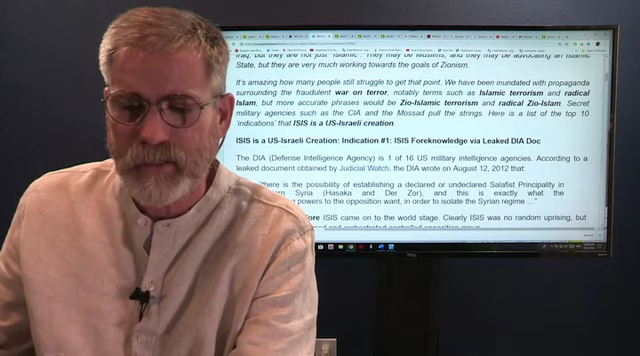 Iraq, but they are not just "Islamic". They may be Muslims, and they may be advocating an Islamic
State, but they are very much working towards the goals of Zionism.
It's amazing how many people still struggle to get that point. We have been inundated with propaganda
surrounding the fraudulent war on terror, notably terms such as Islamic terrorism and radical
Islam, but more accurate phrases would be Zio-Islamic terrorism and radical Zio-Islam. Secret
military agencies such as the CIA and the Mossad pull the strings. Here is a list of the top 10
'indications' that ISIS is a US-Israeli creation.
ISIS is a US-Israeli Creation: Indication #1: ISIS Foreknowledge via Leaked DIA Doc
The DIA (Defense Intelligence Agency) is 1 of 16 US military intelligence agencies. According to a
leaked document obtained by Judicial Watch, the DIA wrote on August 12, 2012 that:
there is the possibility of establishing a declared or undeclared Salafist Principality in
ern Syria (Hasaka and Der Zor), and this is exactly what the
powers to the opposition want, in order to isolate the Syrian regime ..."
ore ISIS came on to the world stage. Clearly ISIS was no random uprising, but
TCL